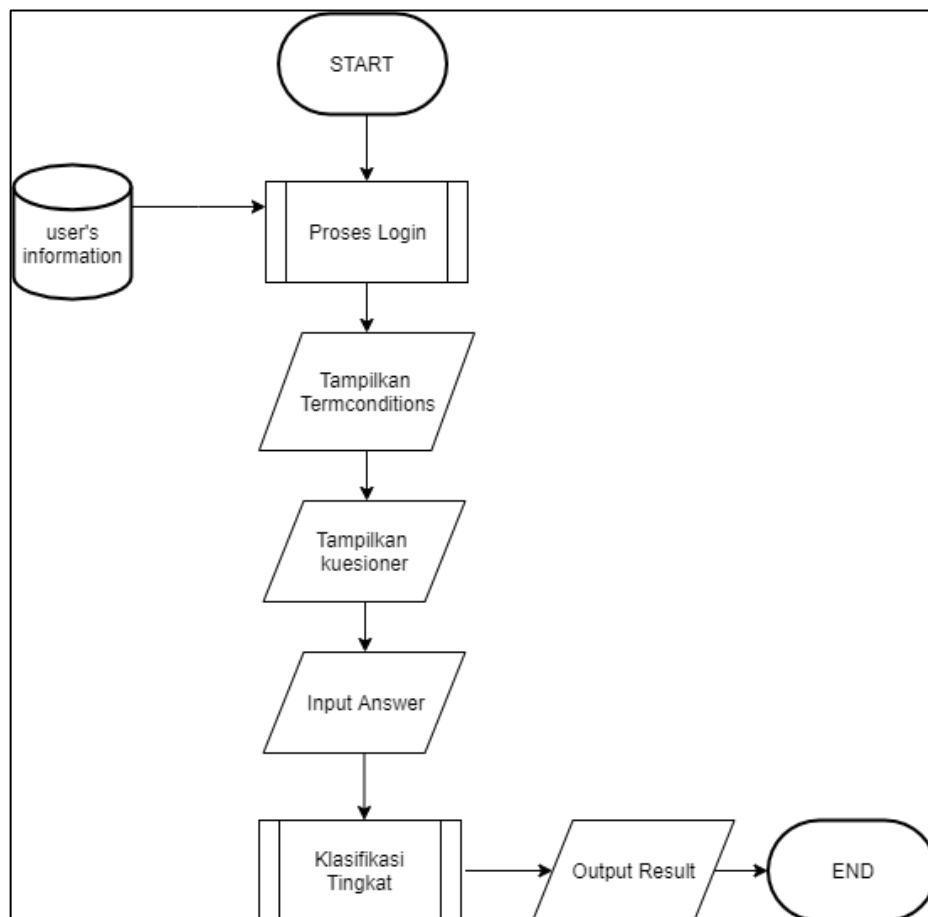 START
user's
information
Proses Login
Tampilkan
Termconditions
Tampilkan
kuesioner
Input Answer
Klasifikasi
Tingkat
Output Result
END